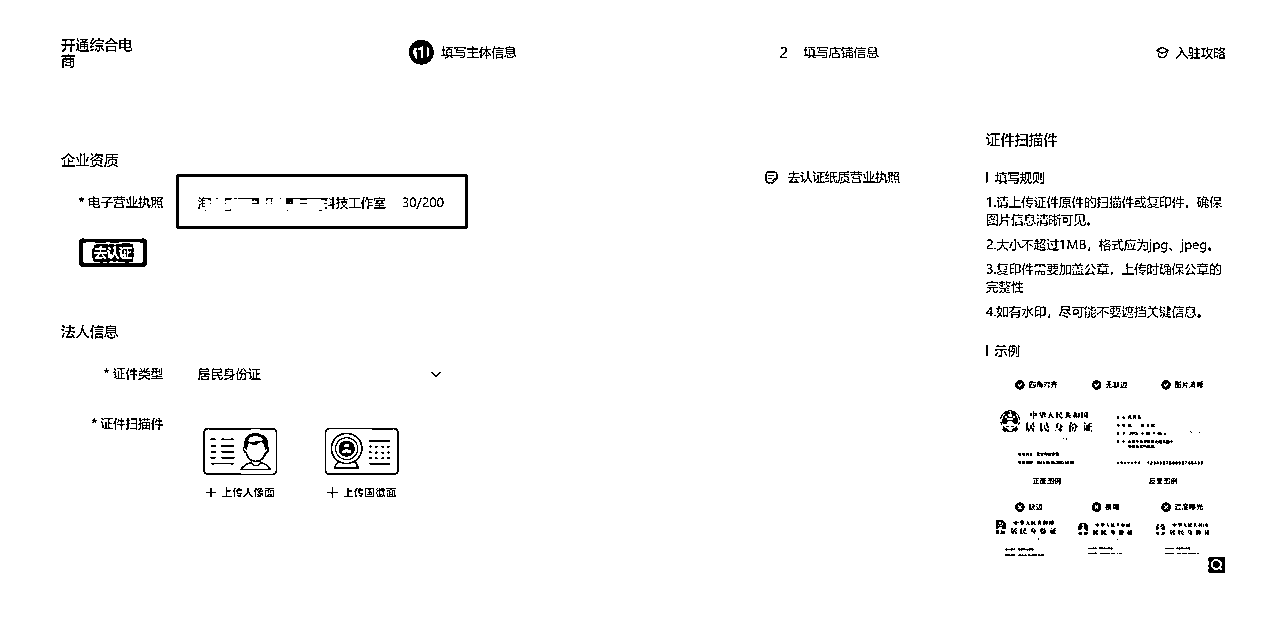 开通综合电
商
1 填写主体信息
2 填写店铺信息
入驻攻略
企业资质
* 电子营业执照
科技工作室 30/200
去认证纸质营业执照
去认证
法人信息
* 证件类型 居民身份证
* 证件扫描件
+ 上传人像面
+ 上传国徽面
证件扫描件
填写规则
1.请上传证件原件的扫描件或复印件，确保
图片信息清晰可见。
2.大小不超过1MB，格式应为jpg、jpeg。
3.复印件需要加盖公章，上传时确保公章的
完整性
4.如有水印，尽可能不要遮挡关键信息。
示例
四角对齐 无缺边 图片清晰
中华人民共和国
居民身份证
正面图例 反面图例
缺边 模糊 过度曝光
中华人民共和国 中华人民共和国 中华人民共和国
居民身份证 居民身份证 居民身份证